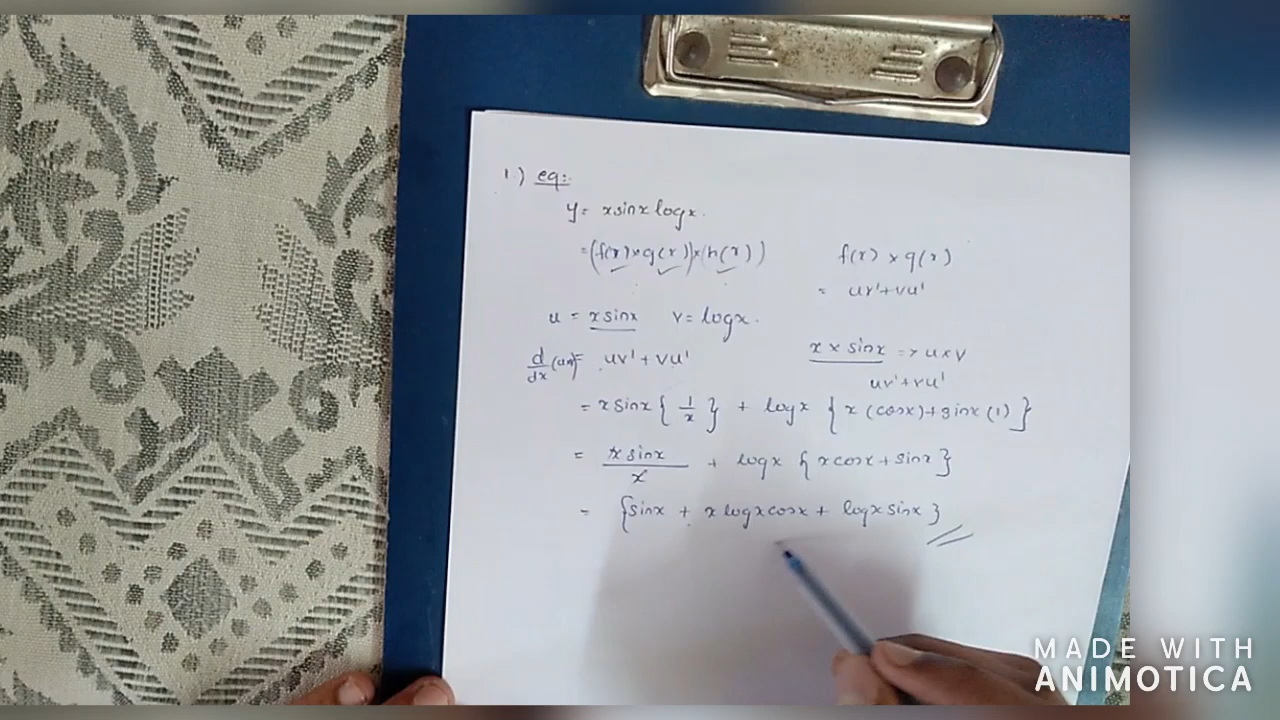 1) eg:-
y = x sinx logx.
= (f(x) × g(x)) × (h(x))
f(x) × g(x)
= uv' + vu'
u = x sinx v = logx.
d/dx (uv) = uv' + vu'
x × sinx => u × v
uv' + vu'
= x sinx { 1/x } + logx { x (cosx) + sinx (1) }
= x sinx / x + logx { x cosx + sinx }
= { sinx + x logx cosx + logx sinx }
MADE WITH
ANIMOTICA